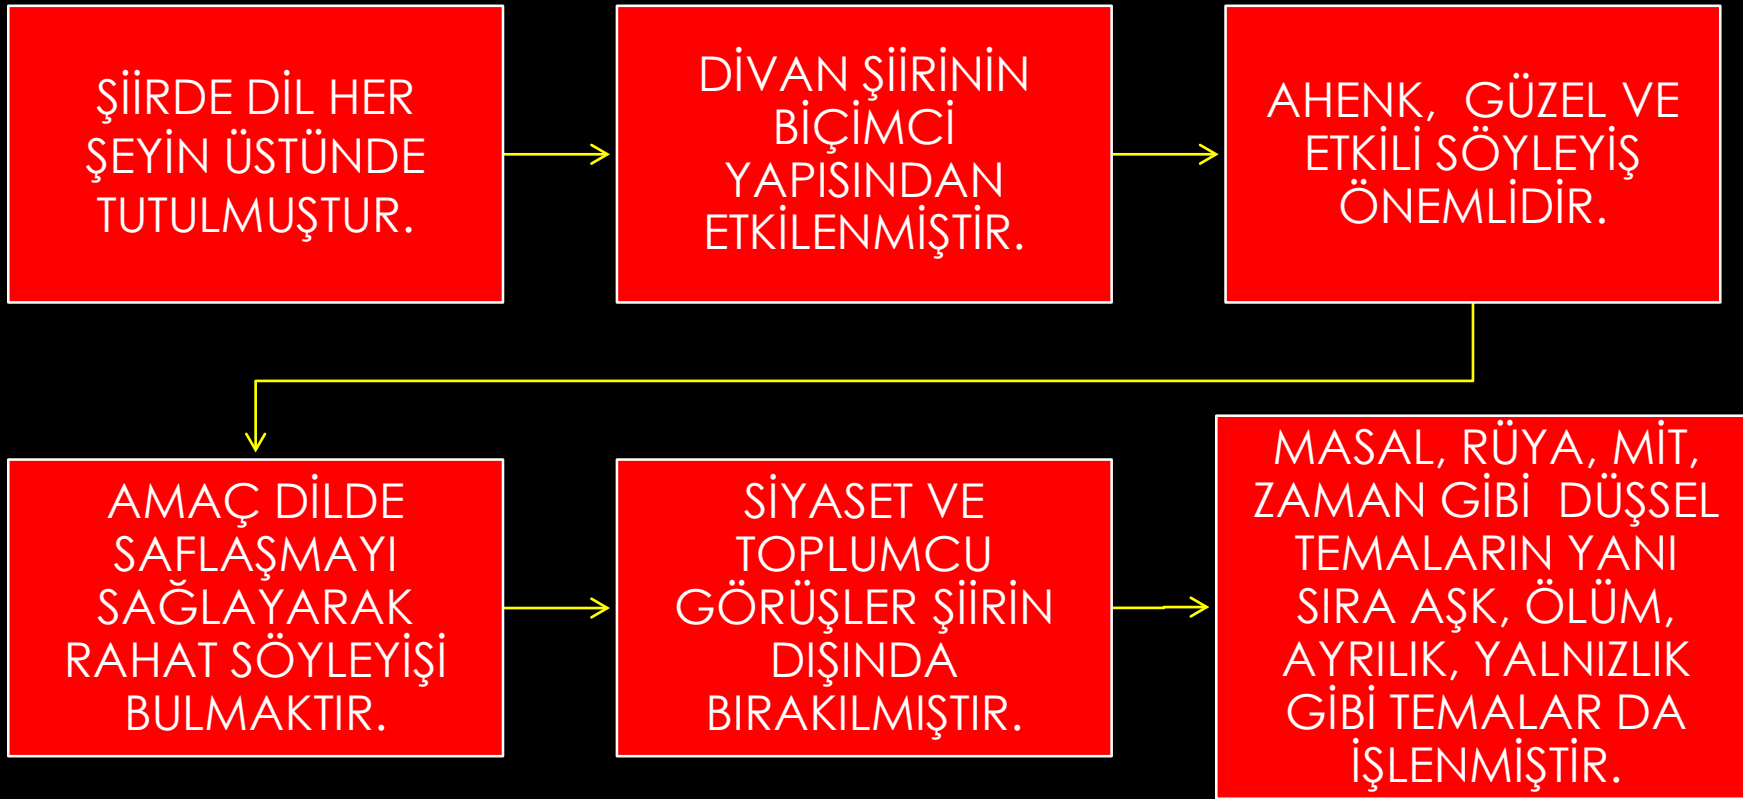 ŞİİRDE DİL HER
ŞEYİN ÜSTÜNDE
TUTULMUŞTUR.
DİVAN ŞİİRİNİN
BİÇİMCİ
YAPISINDAN
ETKİLENMİŞTİR.
AHENK, GÜZEL VE
ETKİLİ SÖYLEYİŞ
ÖNEMLİDİR.
AMAÇ DİLDE
SAFLAŞMAYI
SAĞLAYARAK
RAHAT SÖYLEYİŞİ
BULMAKTIR.
SİYASET VE
TOPLUMCU
GÖRÜŞLER ŞİİRİN
DIŞINDA
BIRAKILMIŞTIR.
MASAL, RÜYA, MİT,
ZAMAN GİBİ DÜŞSEL
TEMALARIN YANI
SIRA AŞK, ÖLÜM,
AYRILIK, YALNIZLIK
GİBİ TEMALAR DA
İŞLENMİŞTİR.